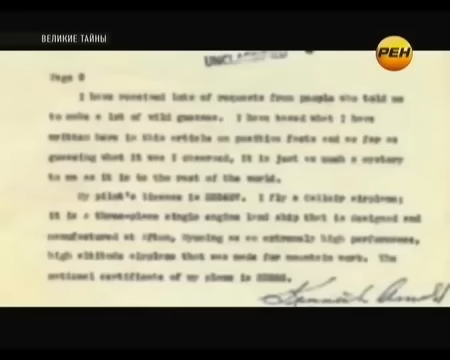 ВЕЛИКИЕ ТАЙНЫ
РЕН
UNCLASSIFIED
Page 8
I have received lots of requests from people who told me
to make a lot of wild guesses. I have based what I have
written here in this article on positive facts and as far as
guessing what it was I observed, it is just as much a mystery
to me as it is to the rest of the world.
My pilot's license is I fly a Callair airplane;
it is a three-place single engine land ship that is designed and
manufactured at Afton, Wyoming as an extremely high performance,
high altitude airplane that was made for mountain work. The
national certificate of my plane is
Kenneth Arnold